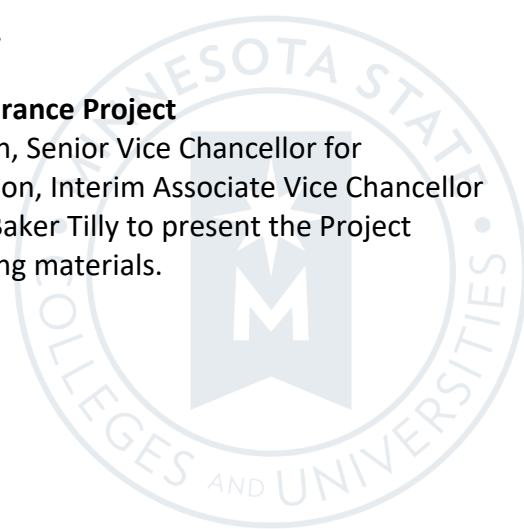 rance Project
n, Senior Vice Chancellor for
on, Interim Associate Vice Chancellor
Baker Tilly to present the Project
ng materials.
MINNESOTA STATE
COLLEGES AND UNIVERSITIES
M